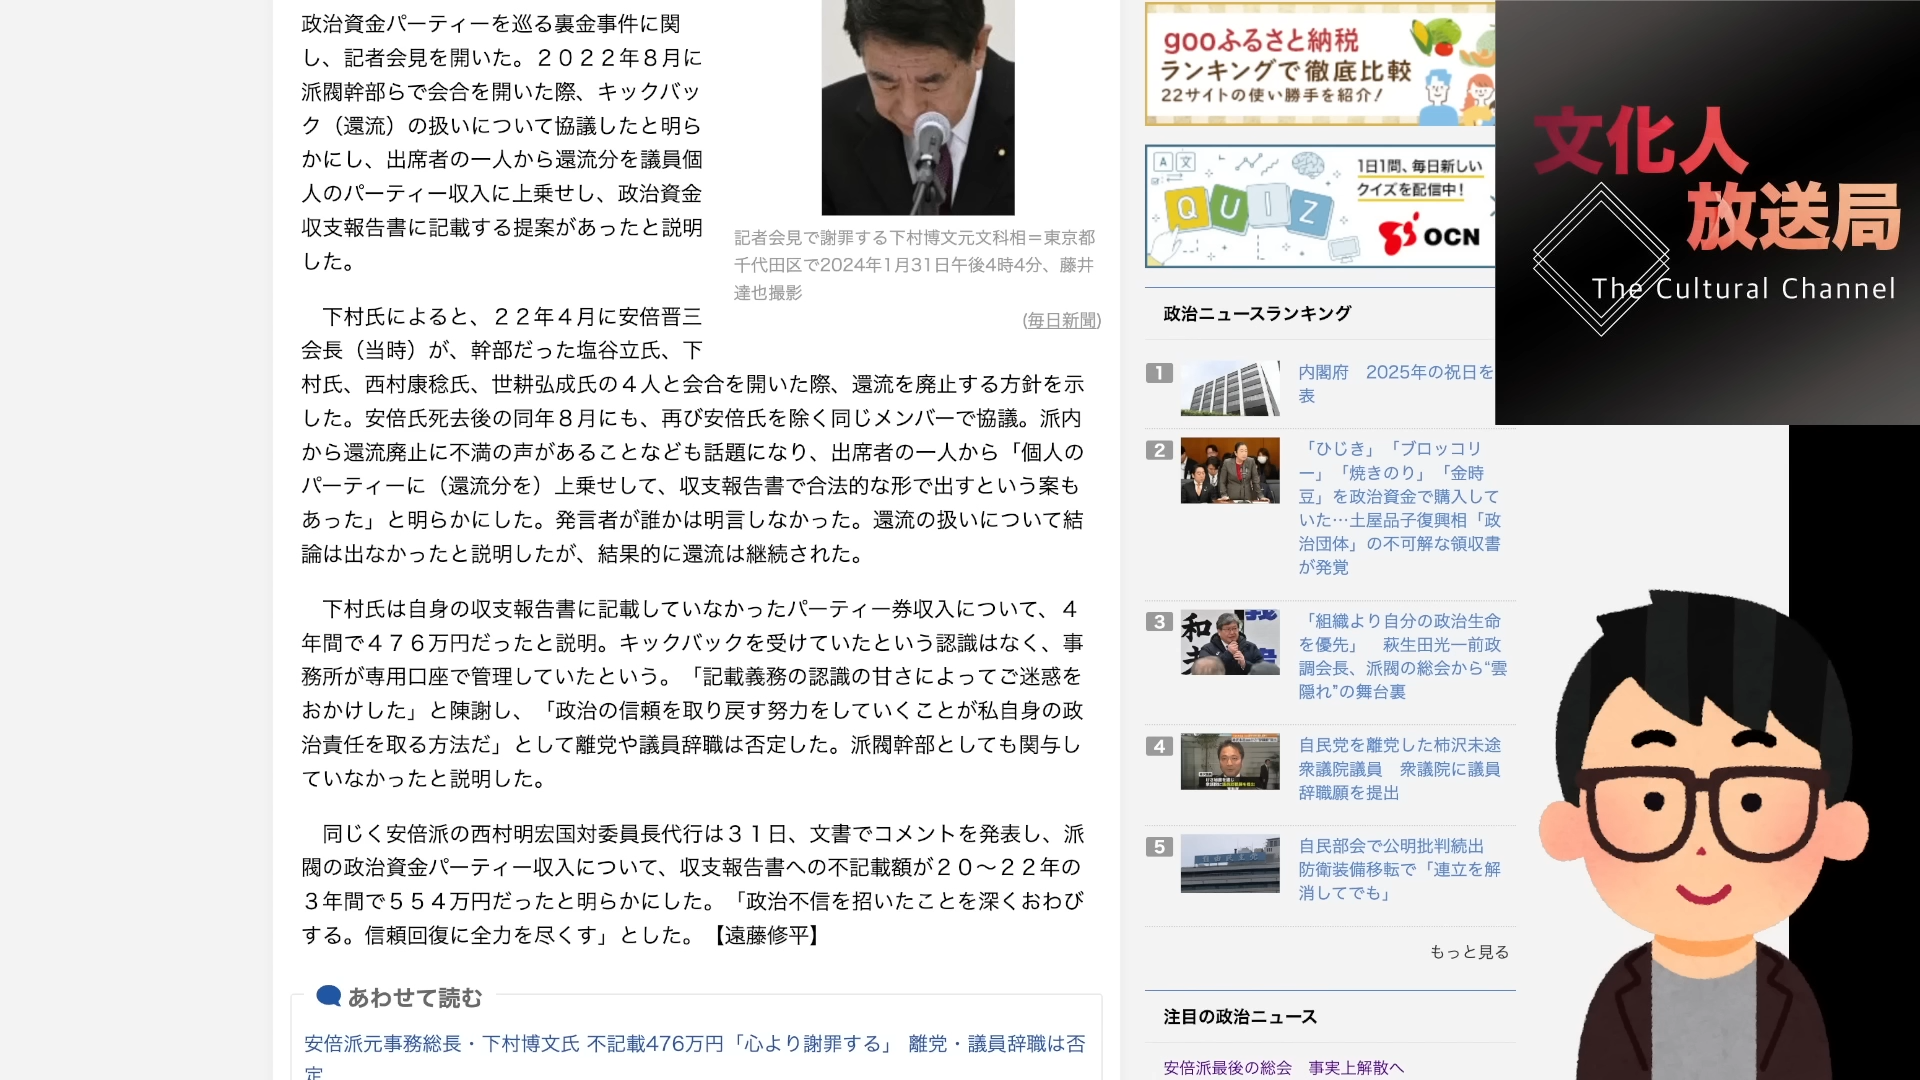 政治資金パーティーを巡る裏金事件に関
し、記者会見を開いた。２０２２年８月に
派閥幹部らで会合を開いた際、キックバッ
ク（還流）の扱いについて協議したと明ら
かにし、出席者の一人から還流分を議員個
人のパーティー収入に上乗せし、政治資金
収支報告書に記載する提案があったと説明
した。
記者会見で謝罪する下村博文元文科相＝東京都
千代田区で2024年1月31日午後4時4分、藤井
達也撮影
(毎日新聞)
　下村氏によると、２２年４月に安倍晋三
会長（当時）が、幹部だった塩谷立氏、下
村氏、西村康稔氏、世耕弘成氏の４人と会合を開いた際、還流を廃止する方針を示
した。安倍氏死去後の同年８月にも、再び安倍氏を除く同じメンバーで協議。派内
から還流廃止に不満の声があることなども話題になり、出席者の一人から「個人の
パーティーに（還流分を）上乗せして、収支報告書で合法的な形で出すという案も
あった」と明らかにした。発言者が誰かは明言しなかった。還流の扱いについて結
論は出なかったと説明したが、結果的に還流は継続された。
　下村氏は自身の収支報告書に記載していなかったパーティー券収入について、４
年間で４７６万円だったと説明。キックバックを受けていたという認識はなく、事
務所が専用口座で管理していたという。「記載義務の認識の甘さによってご迷惑を
おかけした」と陳謝し、「政治の信頼を取り戻す努力をしていくことが私自身の政
治責任を取る方法だ」として離党や議員辞職は否定した。派閥幹部としても関与し
ていなかったと説明した。
　同じく安倍派の西村明宏国対委員長代行は３１日、文書でコメントを発表し、派
閥の政治資金パーティー収入について、収支報告書への不記載額が２０～２２年の
３年間で５５４万円だったと明らかにした。「政治不信を招いたことを深くおわび
する。信頼回復に全力を尽くす」とした。【遠藤修平】
あわせて読む
安倍派元事務総長・下村博文氏 不記載476万円「心より謝罪する」 離党・議員辞職は否
定
gooふるさと納税
ランキングで徹底比較
22サイトの使い勝手を紹介！
A 文
QUIZ
1日1問、毎日新しい
クイズを配信中！
OCN
政治ニュースランキング
1
内閣府　2025年の祝日を
表
2
「ひじき」「ブロッコリ
ー」「焼きのり」「金時
豆」を政治資金で購入して
いた…土屋品子復興相「政
治団体」の不可解な領収書
が発覚
3
「組織より自分の政治生命
を優先」　萩生田光一前政
調会長、派閥の総会から“雲
隠れ”の舞台裏
4
自民党を離党した柿沢未途
衆議院議員　衆議院に議員
辞職願を提出
5
自民部会で公明批判続出
防衛装備移転で「連立を解
消してでも」
もっと見る
注目の政治ニュース
安倍派最後の総会　事実上解散へ
文化人
放送局
The Cultural Channel